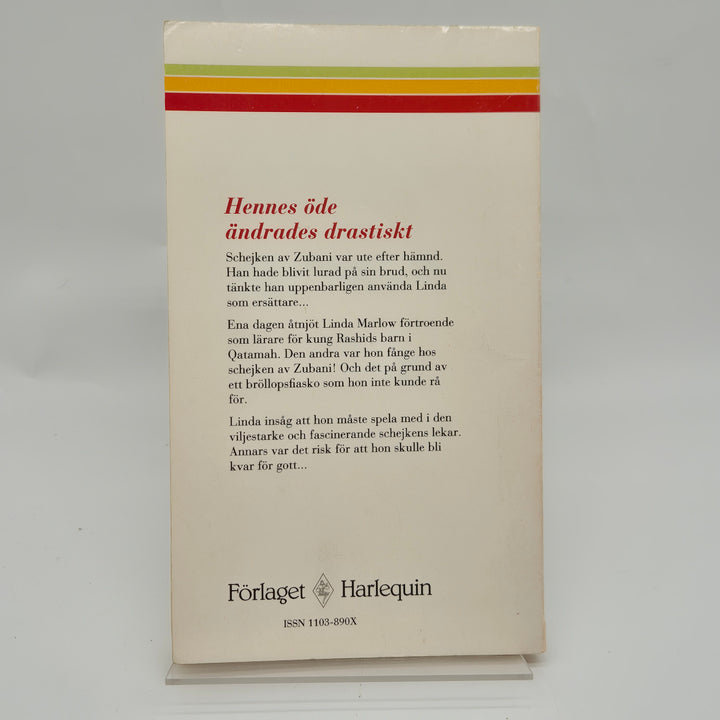 Hennes öde
ändrades drastiskt
Schejken av Zubani var ute efter hämnd.
Han hade blivit lurad på sin brud, och nu
tänkte han uppenbarligen använda Linda
som ersättare...
Ena dagen åtnjöt Linda Marlow förtroende
som lärare för kung Rashids barn i
Qatamah. Den andra var hon fånge hos
schejken av Zubani! Och det på grund av
ett bröllopsfiasko som hon inte kunde rå
för.
Linda insåg att hon måste spela med i den
viljestarke och fascinerande schejkens lekar.
Annars var det risk för att hon skulle bli
kvar för gott...
Förlaget Harlequin
ISSN 1103-890X